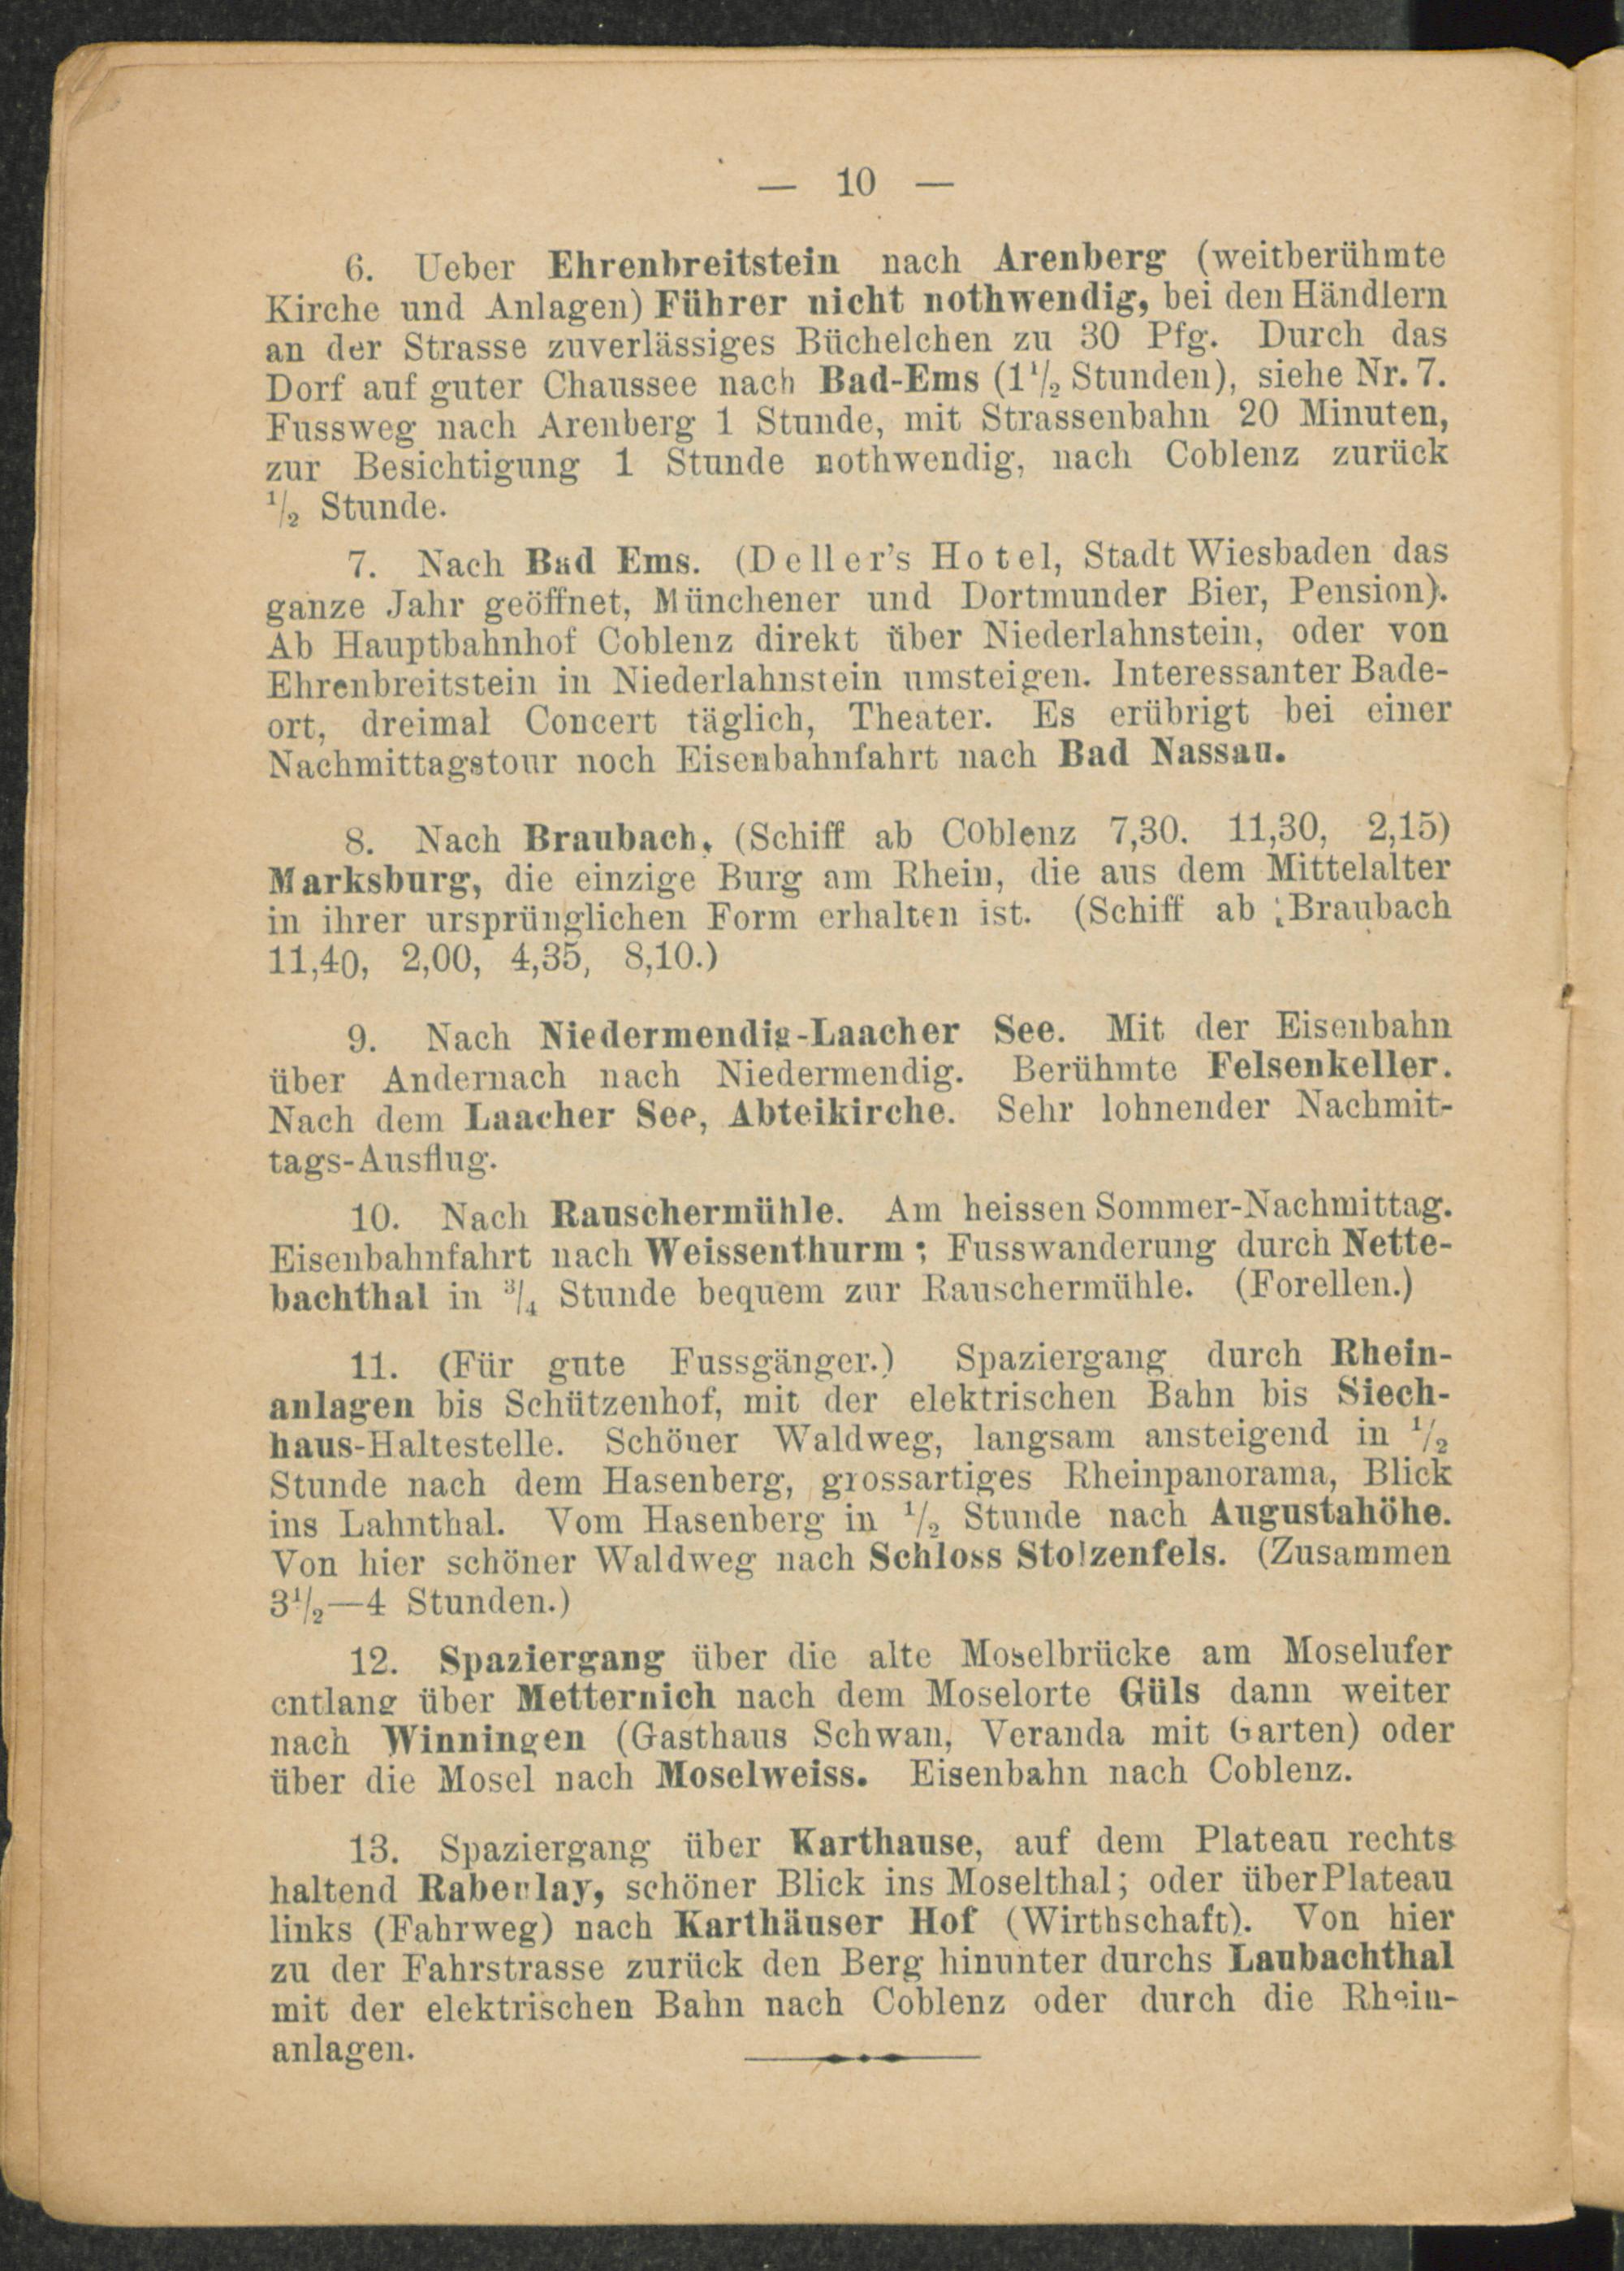 — 10 —
6. Ueber Ehrenbreitstein nach Arenberg (weitberühmte
Kirche und Anlagen) Führer nicht nothwendig, bei den Händlern
an der Strasse zuverlässiges Büchelchen zu 30 Pfg. Durch das
Dorf auf guter Chaussee nach Bad-Ems (1 1/2 Stunden), siehe Nr. 7.
Fussweg nach Arenberg 1 Stunde, mit Strassenbahn 20 Minuten,
zur Besichtigung 1 Stunde nothwendig, nach Coblenz zurück
1/2 Stunde.
7. Nach Bad Ems. (Deller's Hotel, Stadt Wiesbaden das
ganze Jahr geöffnet, Münchener und Dortmunder Bier, Pension).
Ab Hauptbahnhof Coblenz direkt über Niederlahnstein, oder von
Ehrenbreitstein in Niederlahnstein umsteigen. Interessanter Bade-
ort, dreimal Concert täglich, Theater. Es erübrigt bei einer
Nachmittagstour noch Eisenbahnfahrt nach Bad Nassau.
8. Nach Braubach, (Schiff ab Coblenz 7,30. 11,30, 2,15)
Marksburg, die einzige Burg am Rhein, die aus dem Mittelalter
in ihrer ursprünglichen Form erhalten ist. (Schiff ab Braubach
11,40, 2,00, 4,35, 8,10.)
9. Nach Niedermendig-Laacher See. Mit der Eisenbahn
über Andernach nach Niedermendig. Berühmte Felsenkeller.
Nach dem Laacher See, Abteikirche. Sehr lohnender Nachmit-
tags-Ausflug.
10. Nach Rauschermühle. Am heissen Sommer-Nachmittag.
Eisenbahnfahrt nach Weissenthurm; Fusswanderung durch Nette-
bachthal in 3/4 Stunde bequem zur Rauschermühle. (Forellen.)
11. (Für gute Fussgänger.) Spaziergang durch Rhein-
anlagen bis Schützenhof, mit der elektrischen Bahn bis Siech-
haus-Haltestelle. Schöner Waldweg, langsam ansteigend in 1/2
Stunde nach dem Hasenberg, grossartiges Rheinpanorama, Blick
ins Lahnthal. Vom Hasenberg in 1/2 Stunde nach Augustahöhe.
Von hier schöner Waldweg nach Schloss Stolzenfels. (Zusammen
3 1/2—4 Stunden.)
12. Spaziergang über die alte Moselbrücke am Moselufer
entlang über Metternich nach dem Moselorte Güls dann weiter
nach Winningen (Gasthaus Schwan, Veranda mit Garten) oder
über die Mosel nach Moselweiss. Eisenbahn nach Coblenz.
13. Spaziergang über Karthause, auf dem Plateau rechts
haltend Rabenlay, schöner Blick ins Moselthal; oder über Plateau
links (Fahrweg) nach Karthäuser Hof (Wirthschaft). Von hier
zu der Fahrstrasse zurück den Berg hinunter durchs Laubachthal
mit der elektrischen Bahn nach Coblenz oder durch die Rhein-
anlagen.